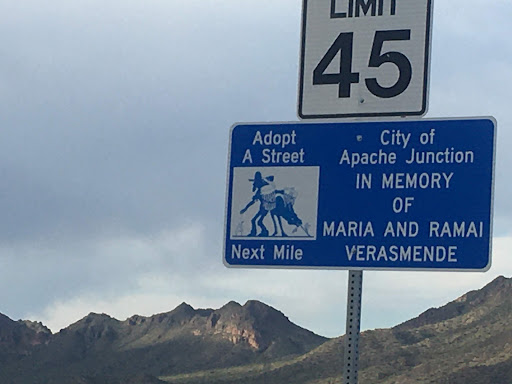 LIMIT
45
Adopt
A Street
Next Mile
City of
Apache Junction
IN MEMORY
OF
MARIA AND RAMAI
VERASMENDE